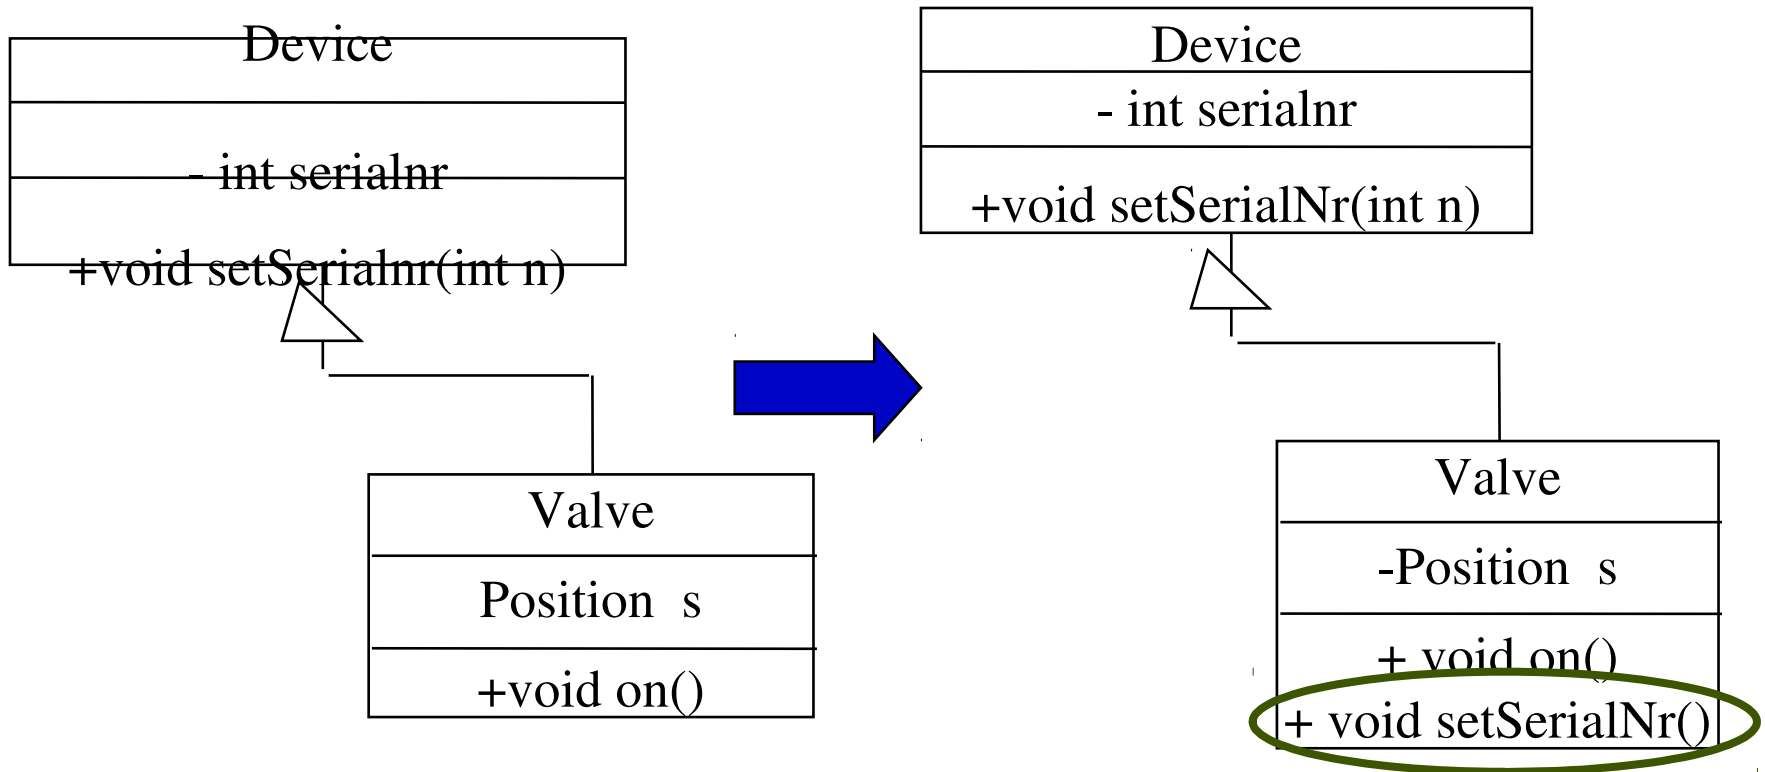 Device
- int serialnr
+void setSerialnr(int n)
Valve
Position  s
+void on()
Device
- int serialnr
+void setSerialNr(int n)
Valve
-Position  s
+ void on()
+ void setSerialNr()